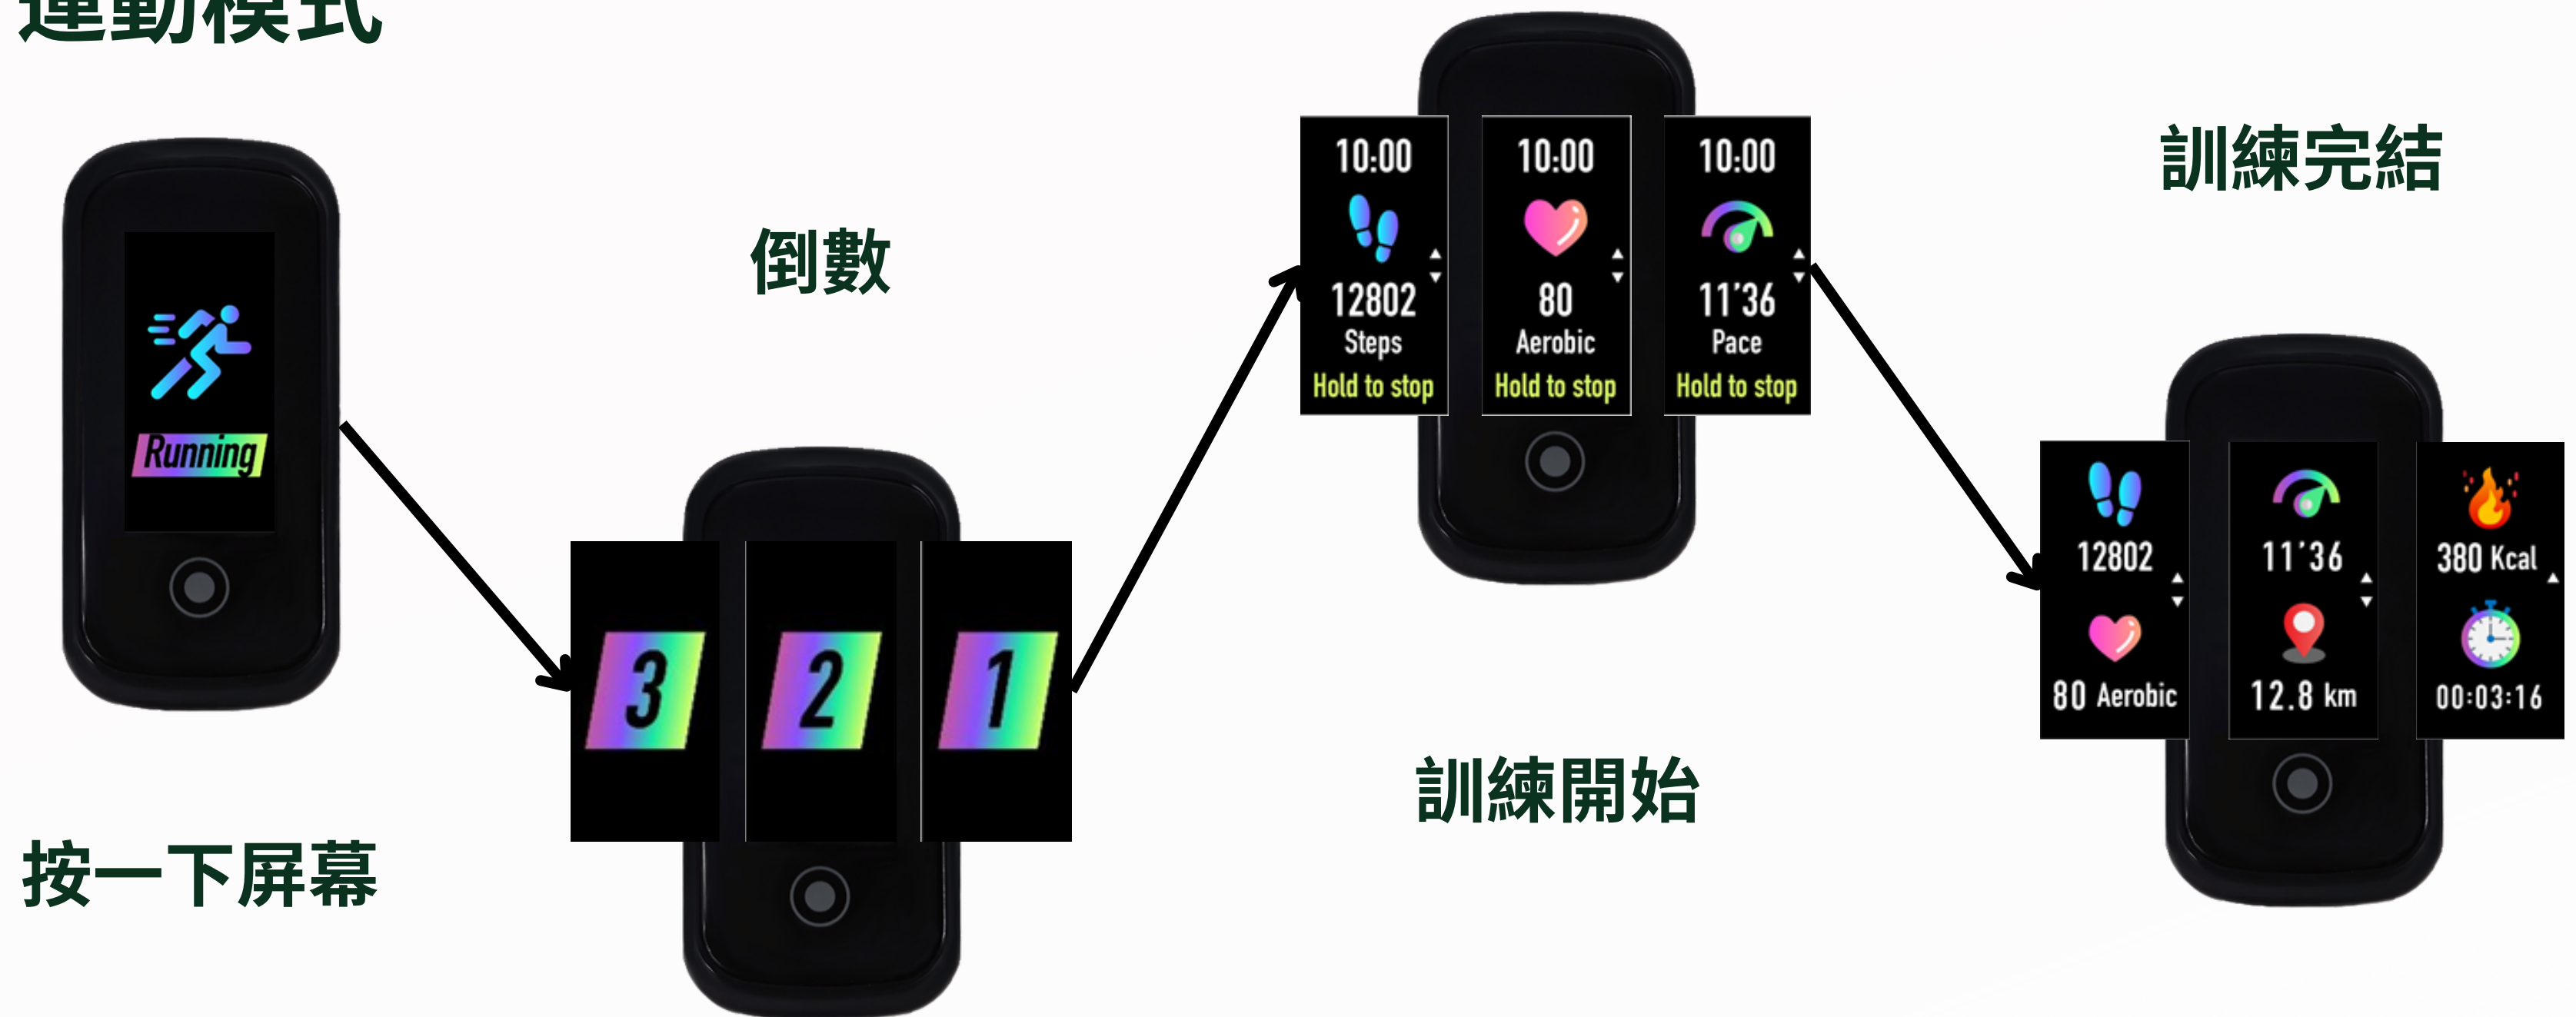 運動模式
Running
按一下屏幕
倒數
3
2
1
10:00
12802
Steps
Hold to stop
10:00
80
Aerobic
Hold to stop
10:00
11'36
Pace
Hold to stop
訓練開始
訓練完結
12802
80 Aerobic
11'36
12.8 km
380 Kcal
00:03:16